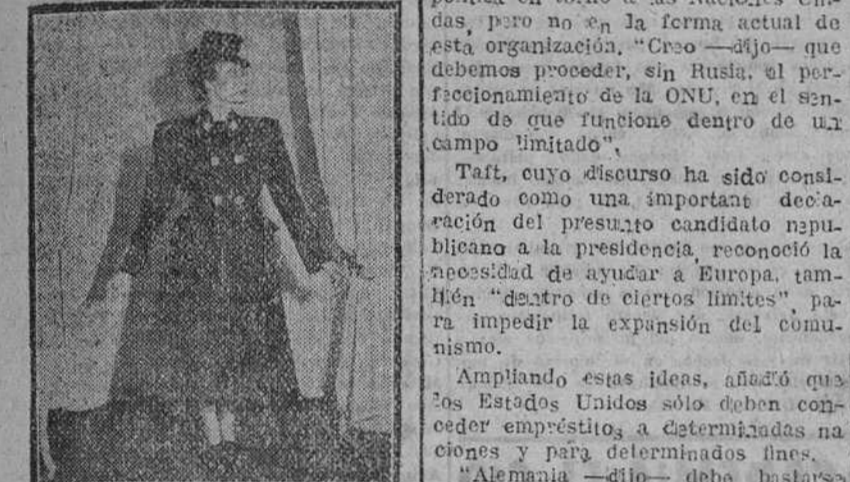 das, pero no en la forma actual de
esta organización. "Creo —dijo— que
debemos proceder, sin Rusia, al per-
feccionamiento de la ONU, en el sen-
tido de que funcione dentro de un
campo limitado".
Taft, cuyo discurso ha sido consi-
derado como una important decla-
ración del presunto candidato repu-
blicano a la presidencia, reconoció la
necesidad de ayudar a Europa, tam-
bién "dentro de ciertos límites", pa-
ra impedir la expansión del comu-
nismo.
Ampliando estas ideas, añadió que
los Estados Unidos sólo deben con-
ceder empréstitos a determinadas na
ciones y para determinados fines.
"Alemania —dijo— debe bastarse